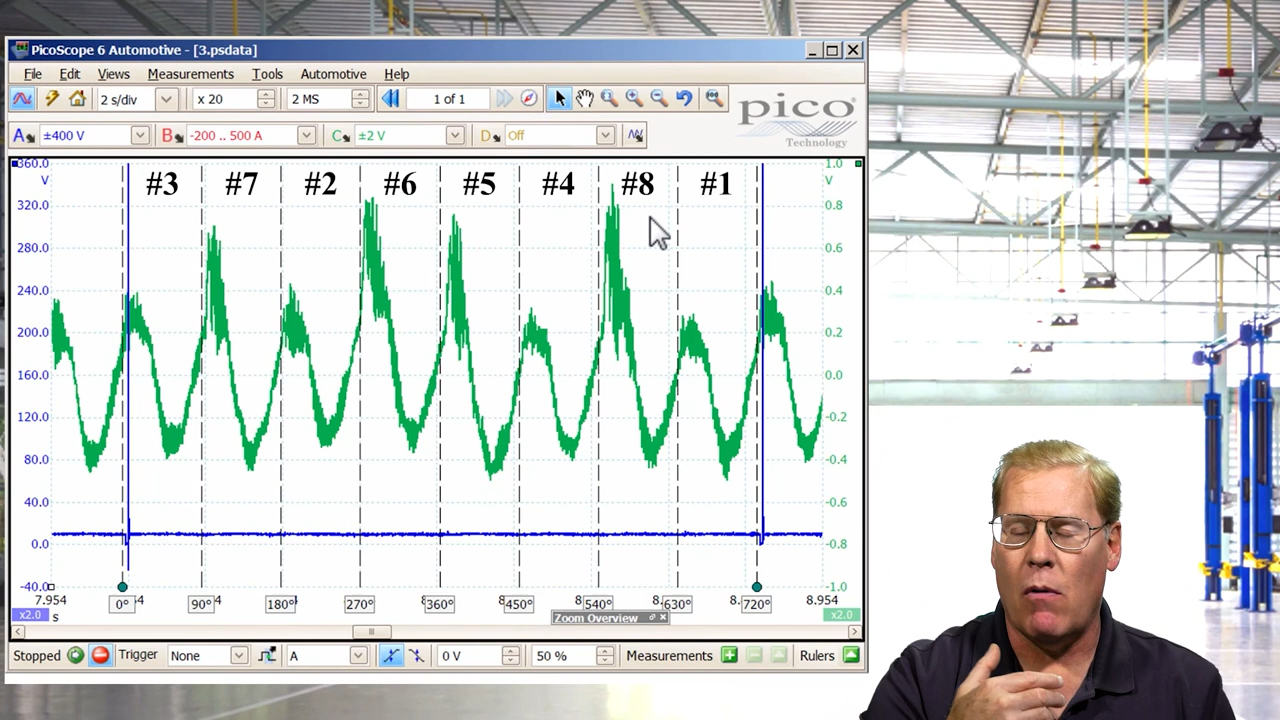 PicoScope 6 Automotive - [3.psdata]
File Edit Views Measurements Tools Automotive Help
2 s/div x 20 2 MS 1 of 1
pico
Technology
A ±400 V B -200 .. 500 A C ±2 V D Off
360.0 #3 #7 #2 #6 #5 #4 #8 #1 1.0
V V
320.0 0.8
280.0 0.6
240.0 0.4
200.0 0.2
160.0 0.0
120.0 -0.2
80.0 -0.4
40.0 -0.6
0.0 -0.8
-40.0 -1.0
7.954 0° 90° 180° 270° 360° 450° 540° 630° 720° 8.954
x2.0 s Zoom Overview x2.0
Stopped Trigger None A 0 V 50 % Measurements Rulers